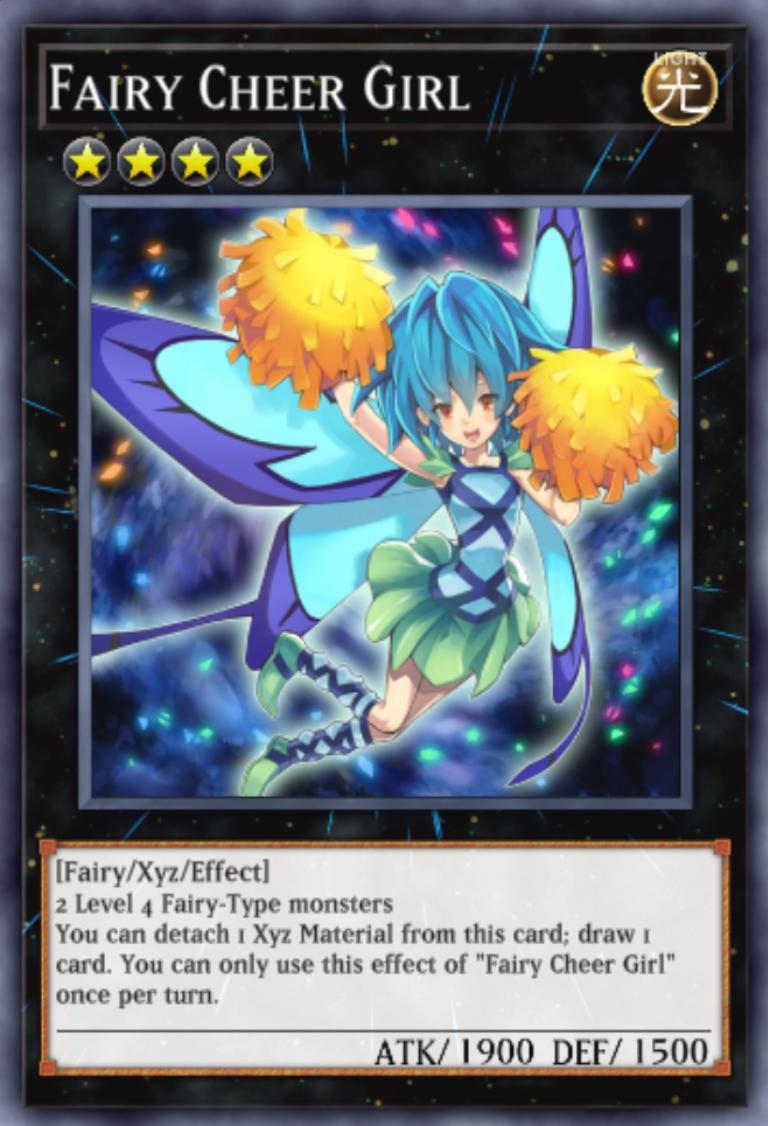 Fairy Cheer Girl
LIGHT
光
[Fairy/Xyz/Effect]
2 Level 4 Fairy-Type monsters
You can detach 1 Xyz Material from this card; draw 1
card. You can only use this effect of "Fairy Cheer Girl"
once per turn.
ATK/ 1900 DEF/ 1500